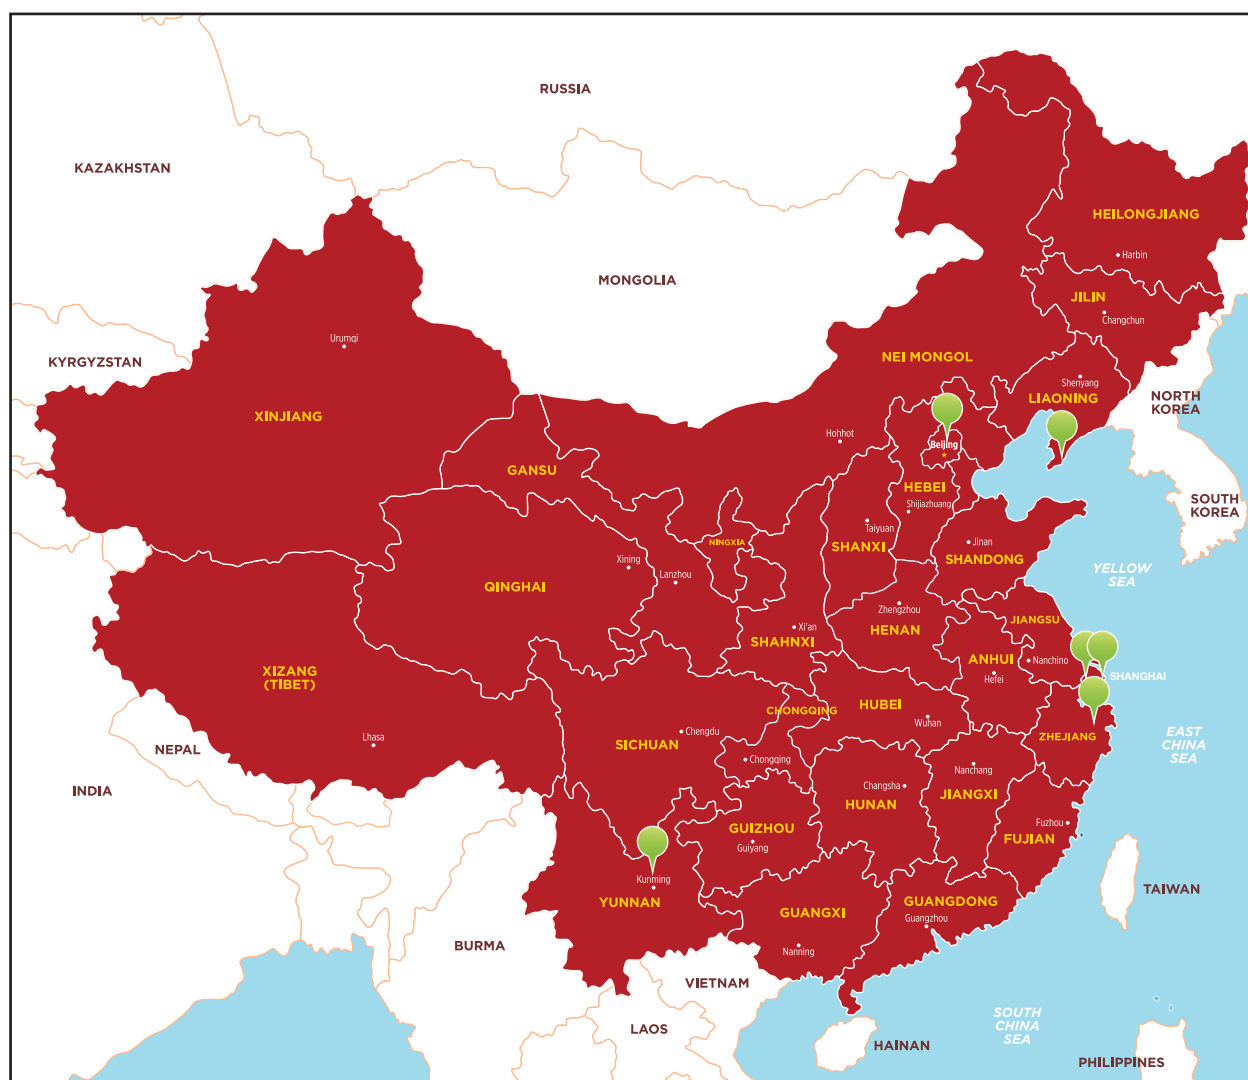 RUSSIA
KAZAKHSTAN
HEILONGJIANG
Harbin
MONGOLIA
JILIN
Changchun
Urumqi
KYRGYZSTAN
NEI MONGOL
Shenyang
LIAONING
NORTH
KOREA
XINJIANG
Hohhot
Beijing
GANSU
HEBEI
Shijiazhuang
SOUTH
KOREA
Taiyuan
SHANXI
NINGXIA
Jinan
SHANDONG
Xining
Lanzhou
QINGHAI
YELLOW
SEA
Zhengzhou
HENAN
JIANGSU
Xi'an
SHAHNXI
ANHUI
Nanchino
Hefei
XIZANG
(TIBET)
SHANGHAI
CHONGQING
HUBEI
Wuhan
ZHEJIANG
EAST
CHINA
SEA
Chengdu
SICHUAN
Lhasa
NEPAL
Chongqing
Nanchang
INDIA
Changsha
HUNAN
JIANGXI
GUIZHOU
Guiyang
Fuzhou
FUJIAN
Kunming
YUNNAN
TAIWAN
GUANGXI
GUANGDONG
Guangzhou
BURMA
Nanning
VIETNAM
LAOS
SOUTH
CHINA
SEA
HAINAN
PHILIPPINES